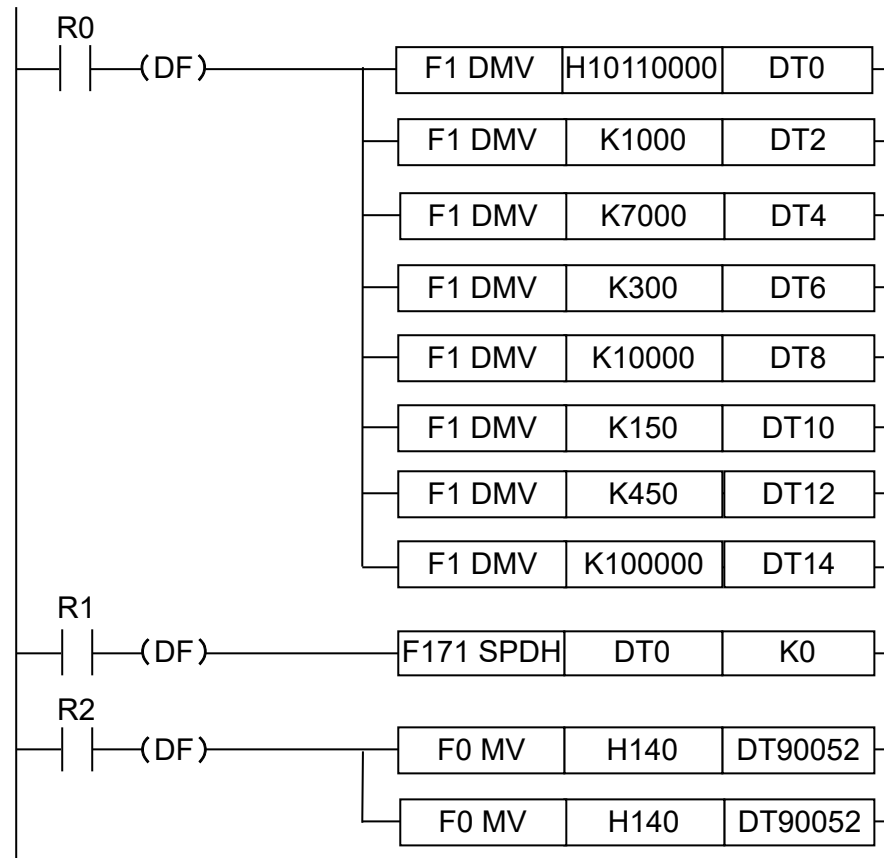 R0
(DF) F1 DMV H10110000 DT0
F1 DMV K1000 DT2
F1 DMV K7000 DT4
F1 DMV K300 DT6
F1 DMV K10000 DT8
F1 DMV K150 DT10
F1 DMV K450 DT12
F1 DMV K100000 DT14
R1
(DF) F171 SPDH DT0 K0
R2
(DF) F0 MV H140 DT90052
F0 MV H140 DT90052